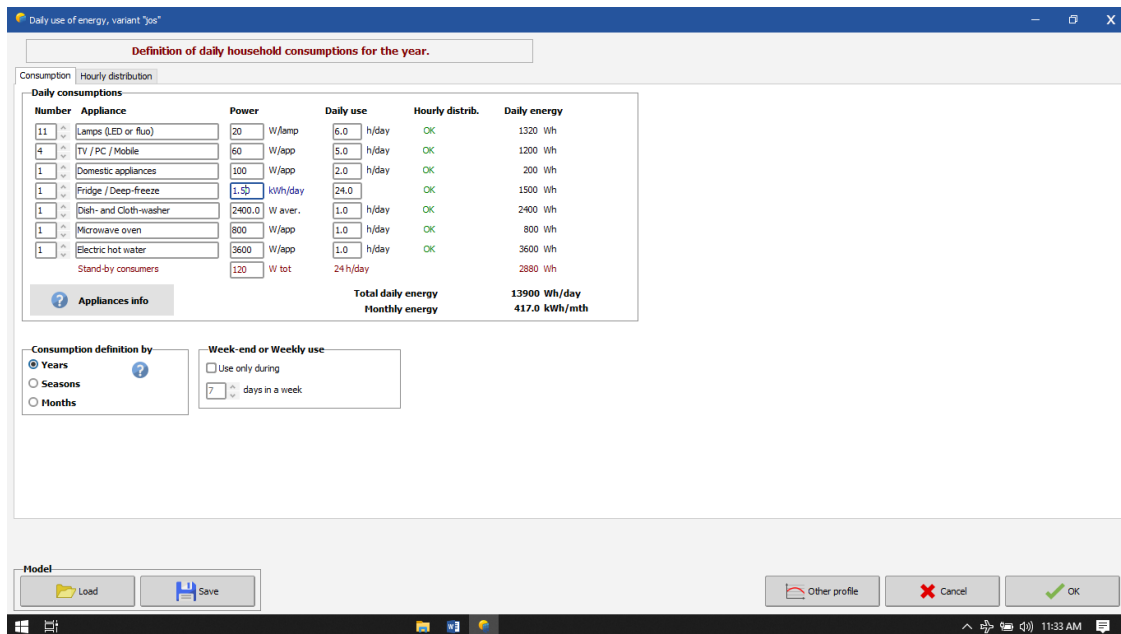 Daily use of energy, variant "jos"
Definition of daily household consumptions for the year.
Consumption Hourly distribution
Daily consumptions
Number Appliance Power Daily use Hourly distrib. Daily energy
11 Lamps (LED or fluo) 20 W/lamp 6.0 h/day OK 1320 Wh
4 TV / PC / Mobile 60 W/app 5.0 h/day OK 1200 Wh
1 Domestic appliances 100 W/app 2.0 h/day OK 200 Wh
1 Fridge / Deep-freeze 1.50 kWh/day 24.0 OK 1500 Wh
1 Dish- and Cloth-washer 2400.0 W aver. 1.0 h/day OK 2400 Wh
1 Microwave oven 800 W/app 1.0 h/day OK 800 Wh
1 Electric hot water 3600 W/app 1.0 h/day OK 3600 Wh
Stand-by consumers 120 W tot 24 h/day 2880 Wh
? Appliances info
Total daily energy 13900 Wh/day
Monthly energy 417.0 kWh/mth
Consumption definition by
Years
?
Seasons
Months
Week-end or Weekly use
Use only during
7 days in a week
Model
Load Save Other profile Cancel OK
11:33 AM